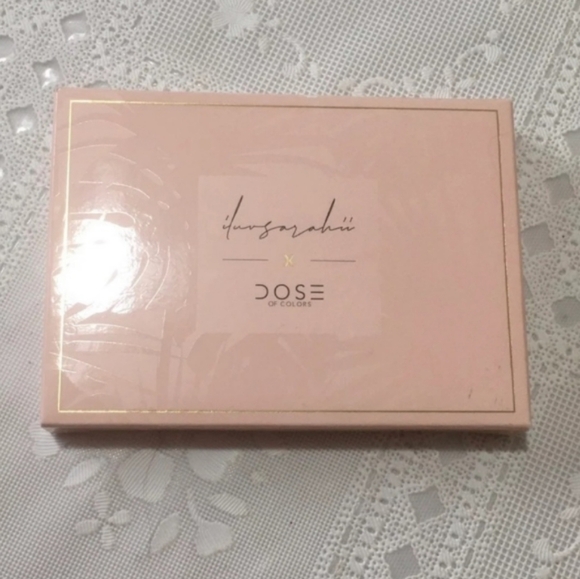 iluvsarahii
x
DOSE
OF COLORS